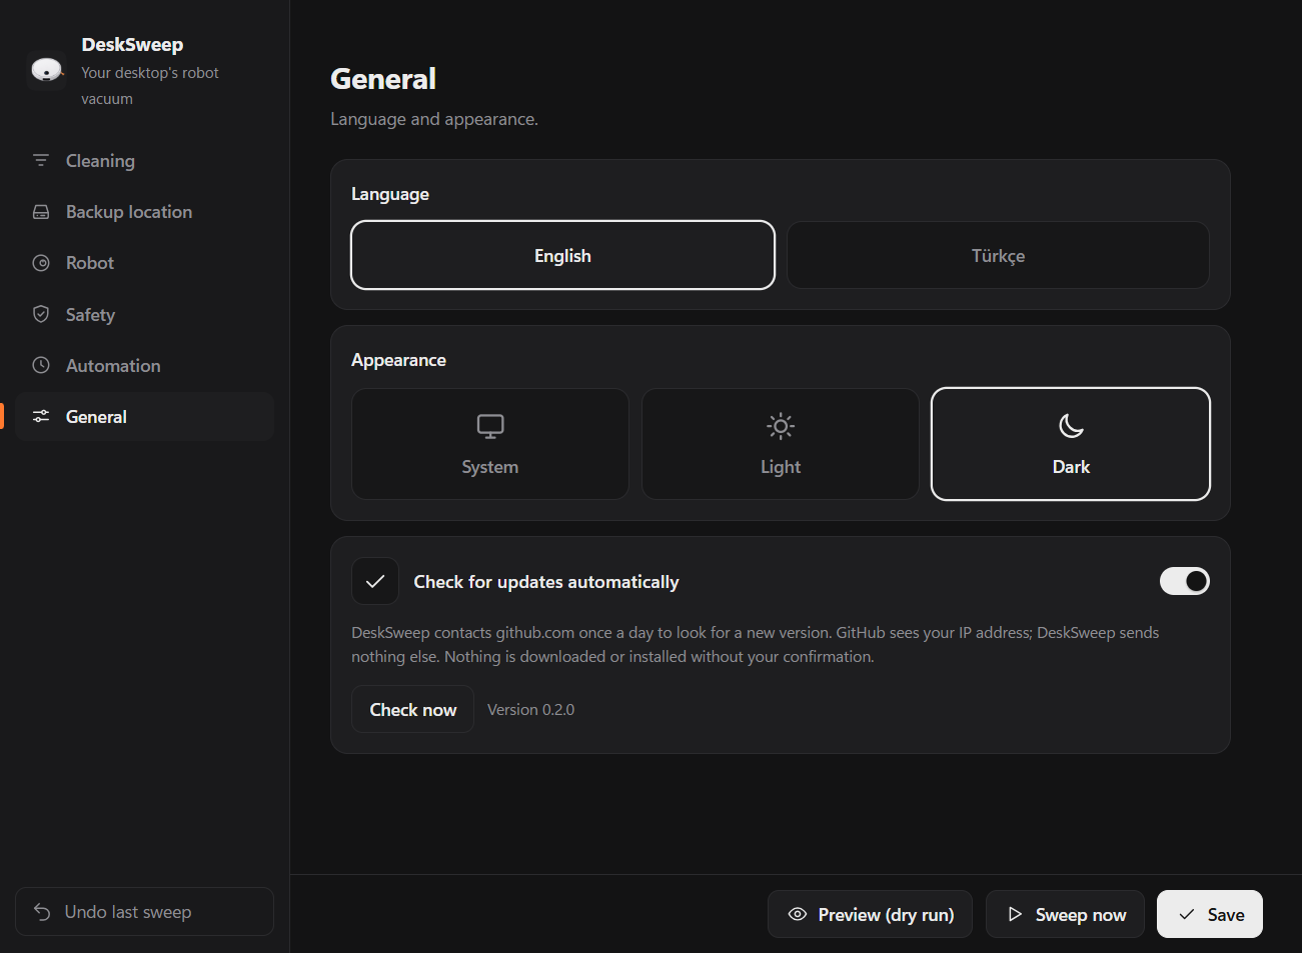 DeskSweep
Your desktop's robot
vacuum
Cleaning
Backup location
Robot
Safety
Automation
General
Undo last sweep
General
Language and appearance.
Language
English
Türkçe
Appearance
System
Light
Dark
Check for updates automatically
DeskSweep contacts github.com once a day to look for a new version. GitHub sees your IP address; DeskSweep sends
nothing else. Nothing is downloaded or installed without your confirmation.
Check now
Version 0.2.0
Preview (dry run)
Sweep now
Save